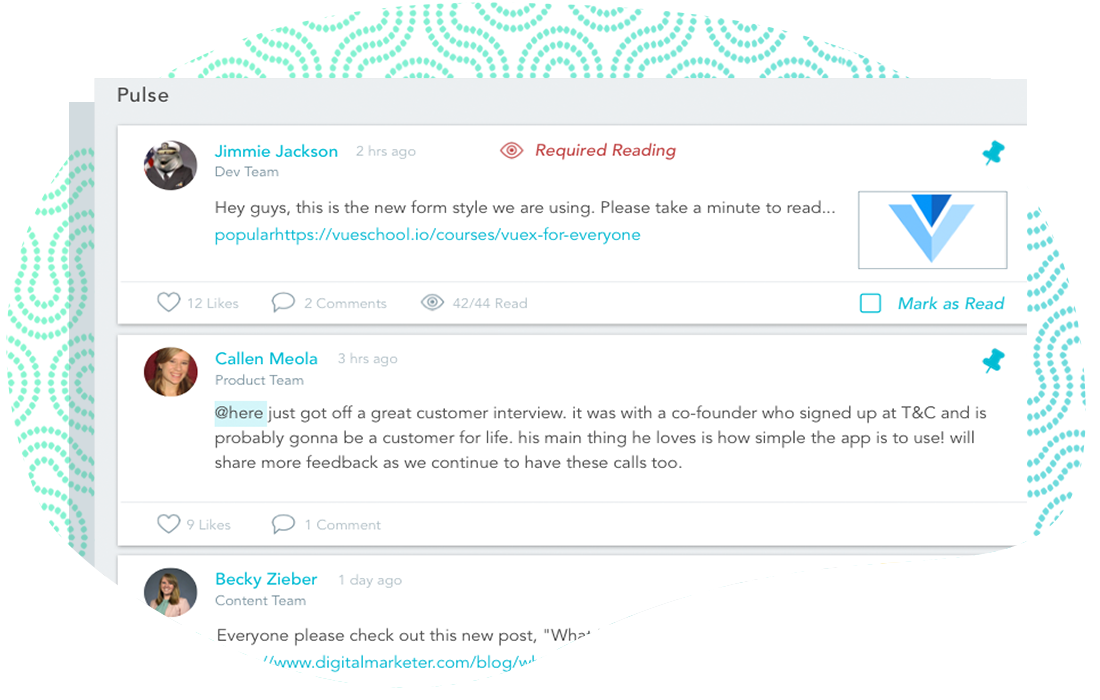 Pulse
Jimmie Jackson 2 hrs ago Required Reading
Dev Team
Hey guys, this is the new form style we are using. Please take a minute to read...
popularhttps://vueschool.io/courses/vuex-for-everyone
12 Likes 2 Comments 42/44 Read Mark as Read
Callen Meola 3 hrs ago
Product Team
@here just got off a great customer interview. it was with a co-founder who signed up at T&C and is
probably gonna be a customer for life. his main thing he loves is how simple the app is to use! will
share more feedback as we continue to have these calls too.
9 Likes 1 Comment
Becky Zieber 1 day ago
Content Team
Everyone please check out this new post, "What
//www.digitalmarketer.com/blog/